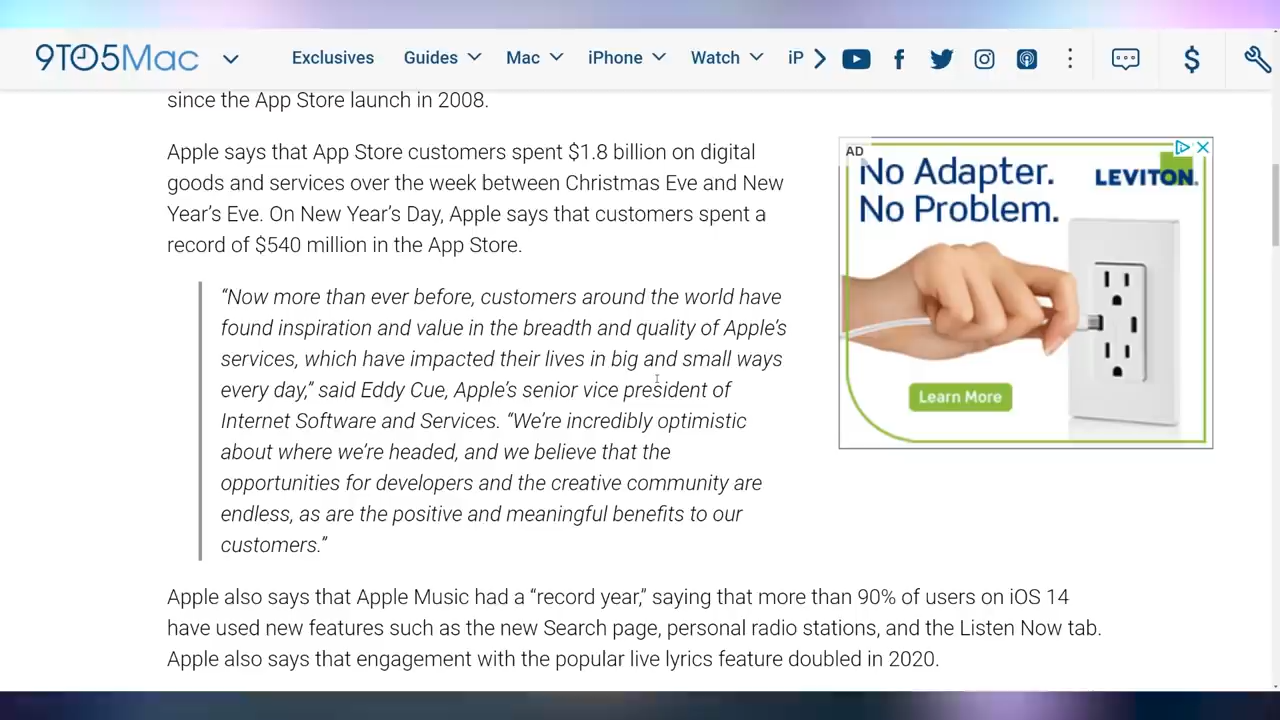 9TO5Mac
Exclusives
Guides
Mac
iPhone
Watch
iP
$
since the App Store launch in 2008.
Apple says that App Store customers spent $1.8 billion on digital
goods and services over the week between Christmas Eve and New
Year’s Eve. On New Year’s Day, Apple says that customers spent a
record of $540 million in the App Store.
“Now more than ever before, customers around the world have
found inspiration and value in the breadth and quality of Apple’s
services, which have impacted their lives in big and small ways
every day,” said Eddy Cue, Apple’s senior vice president of
Internet Software and Services. “We’re incredibly optimistic
about where we’re headed, and we believe that the
opportunities for developers and the creative community are
endless, as are the positive and meaningful benefits to our
customers.”
Apple also says that Apple Music had a “record year,” saying that more than 90% of users on iOS 14
have used new features such as the new Search page, personal radio stations, and the Listen Now tab.
Apple also says that engagement with the popular live lyrics feature doubled in 2020.
AD
No Adapter.
No Problem.
LEVITON.
Learn More